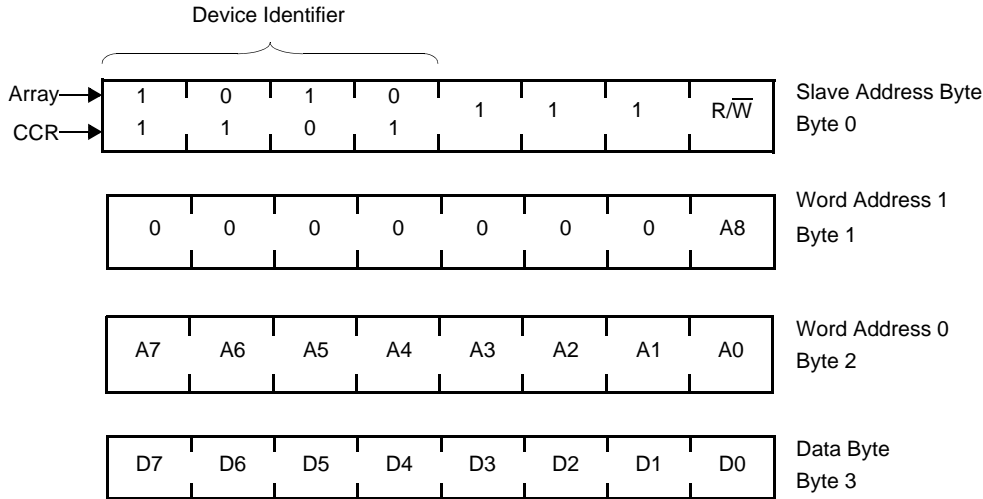 Device Identifier
Array 1 0 1 0 1 1 1 R/W̅ Slave Address Byte
CCR 1 1 0 1 Byte 0
Word Address 1
0 0 0 0 0 0 0 A8 Byte 1
Word Address 0
A7 A6 A5 A4 A3 A2 A1 A0 Byte 2
Data Byte
D7 D6 D5 D4 D3 D2 D1 D0 Byte 3